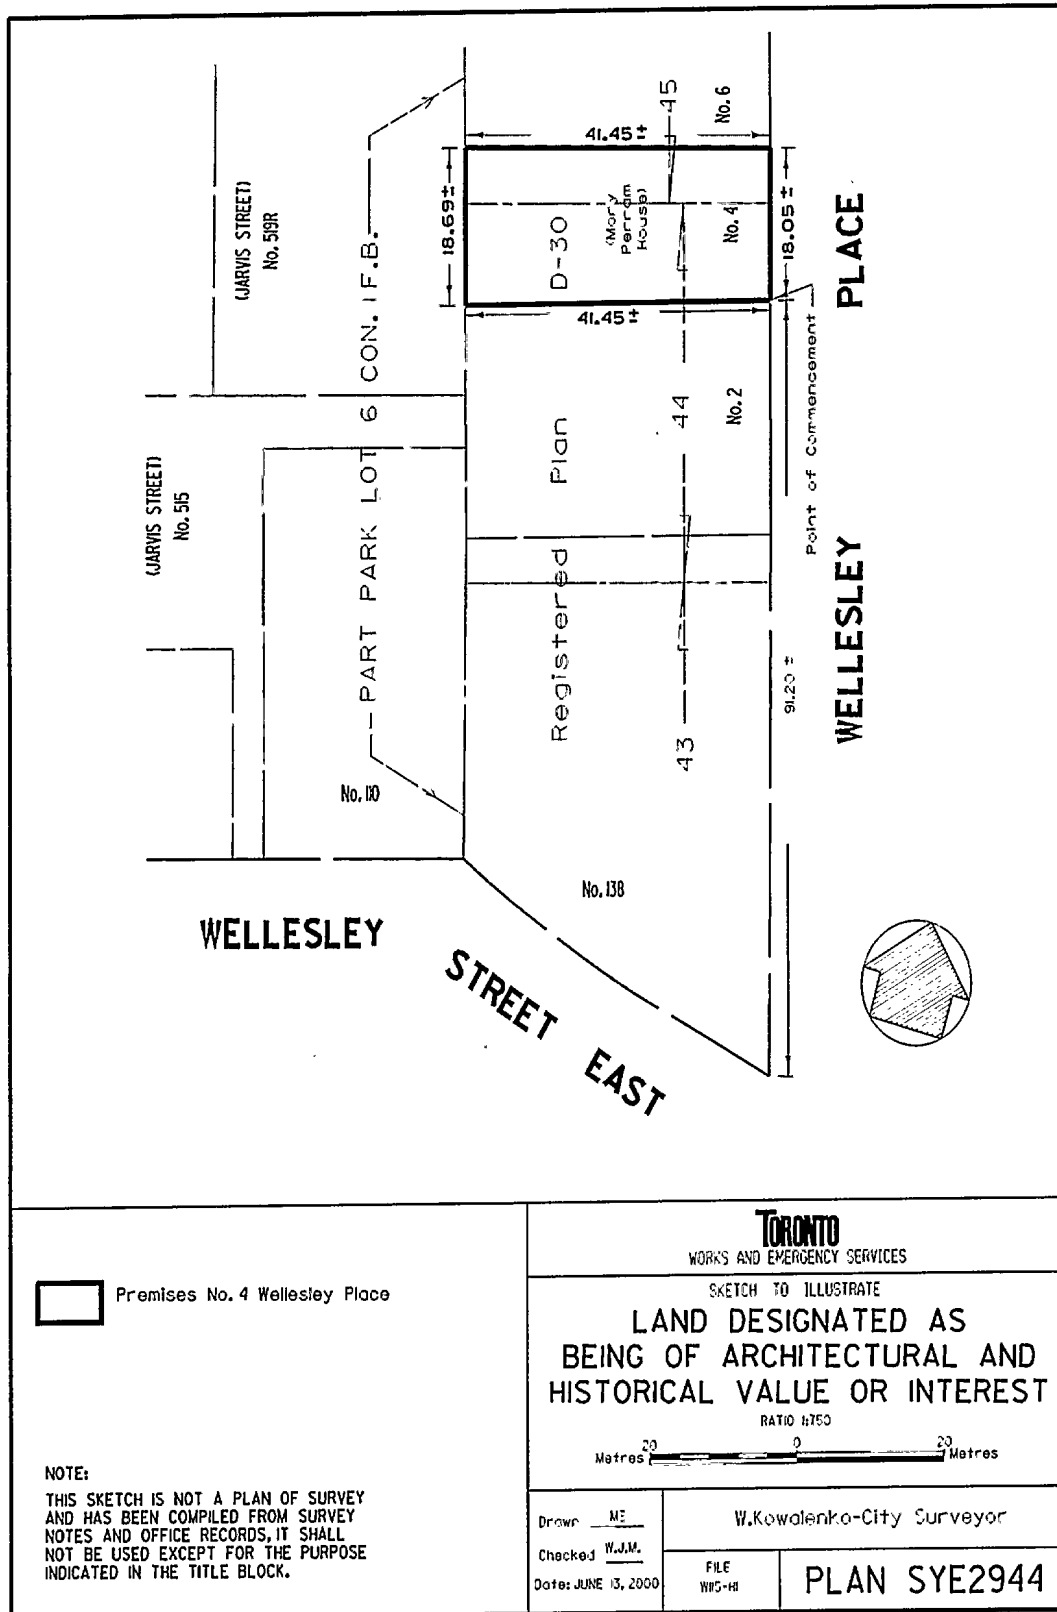 (JARVIS STREET)
No. 519R
(JARVIS STREET)
No. 515
PART PARK LOT 6 CON. 1 F.B.
No. 110
41.45 ±
18.69 ±
18.05 ±
41.45 ±
D-30
(Mary
Perram
House)
No. 4
45
No. 6
44
No. 2
43
Registered Plan
No. 138
Point of Commencement
91.20 ±
WELLESLEY PLACE
WELLESLEY STREET EAST
Premises No. 4 Wellesley Place
NOTE:
THIS SKETCH IS NOT A PLAN OF SURVEY
AND HAS BEEN COMPILED FROM SURVEY
NOTES AND OFFICE RECORDS, IT SHALL
NOT BE USED EXCEPT FOR THE PURPOSE
INDICATED IN THE TITLE BLOCK.
TORONTO
WORKS AND EMERGENCY SERVICES
SKETCH TO ILLUSTRATE
LAND DESIGNATED AS
BEING OF ARCHITECTURAL AND
HISTORICAL VALUE OR INTEREST
RATIO 1:750
20 0 20
Metres Metres
Drawn ME
Checked W.J.M.
Date: JUNE 13, 2000
W.Kowalenko-City Surveyor
FILE
W115-H1
PLAN SYE2944